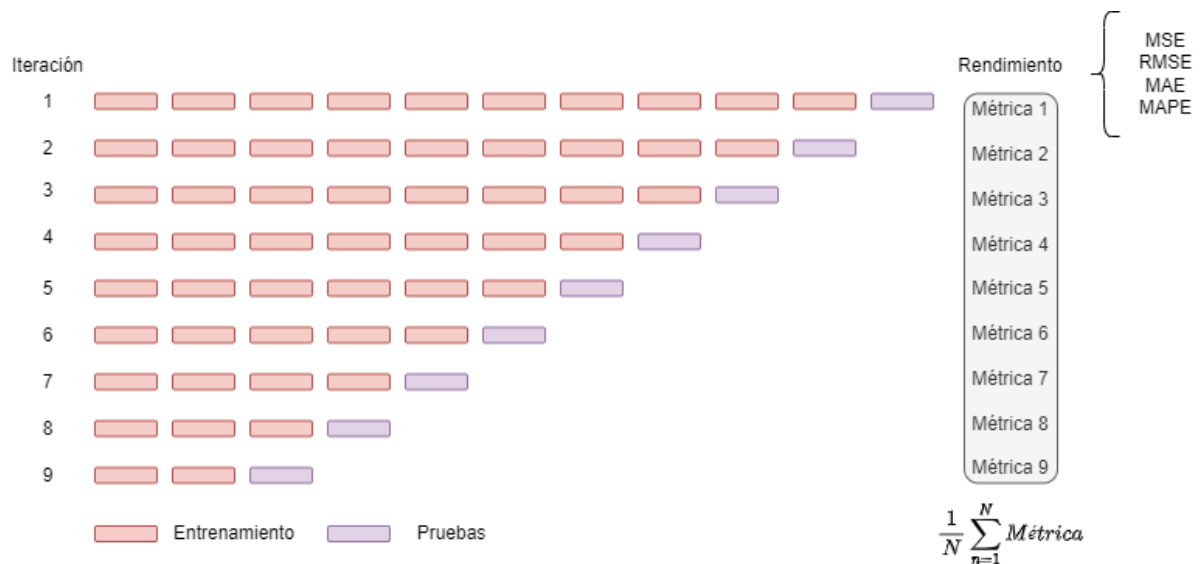 MSE
RMSE
MAE
MAPE
Iteración
Rendimiento
1
Métrica 1
2
Métrica 2
3
Métrica 3
4
Métrica 4
5
Métrica 5
6
Métrica 6
7
Métrica 7
8
Métrica 8
9
Métrica 9
Entrenamiento
Pruebas
$\frac{1}{N} \sum_{n=1}^{N} Métrica$